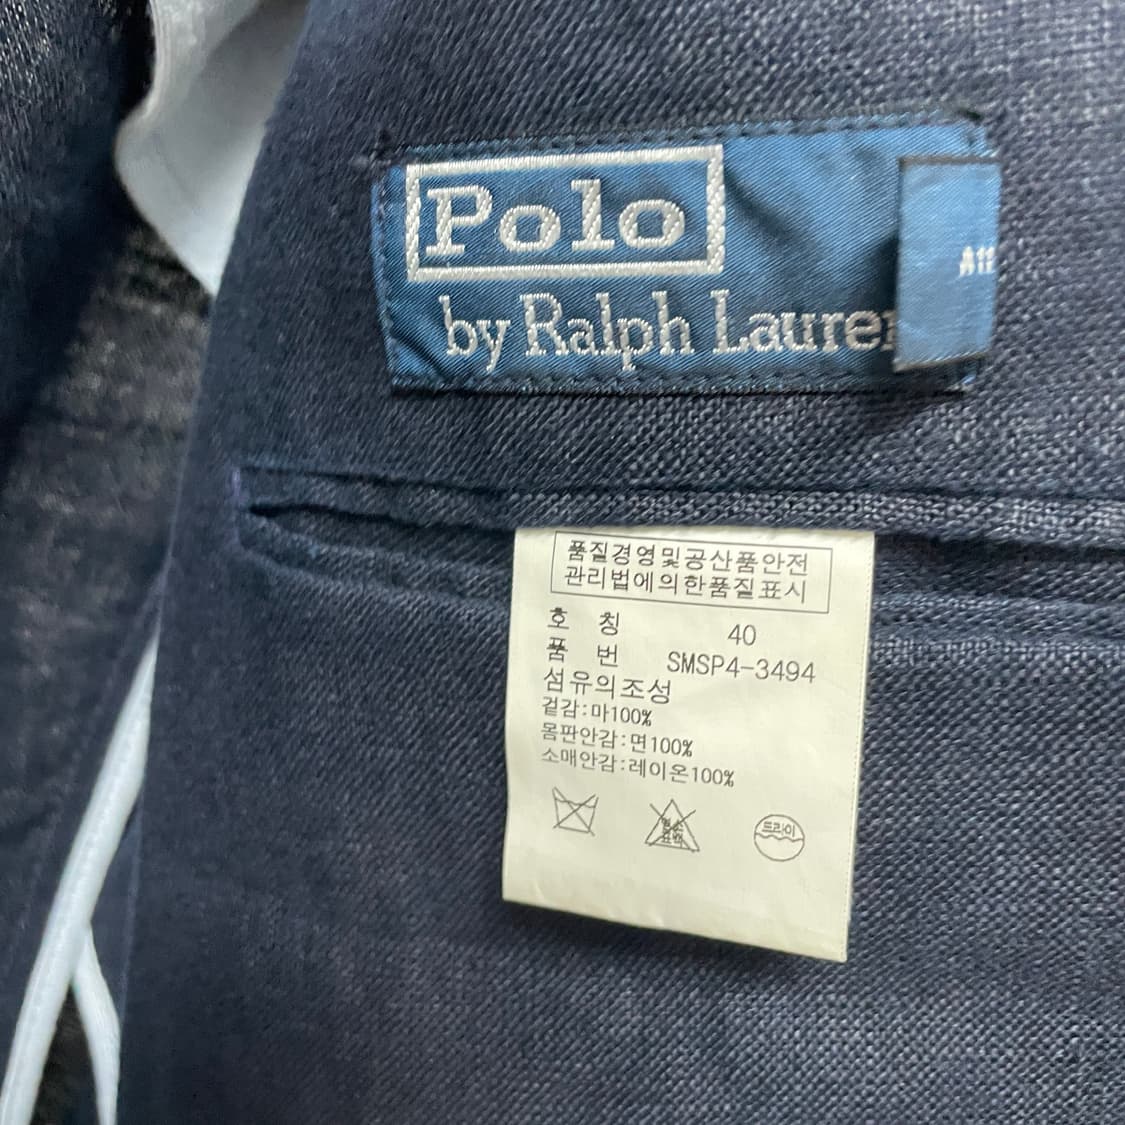 Polo
by Ralph Laure
품질경영및공산품안전
관리법에의한품질표시
호 칭 40
품 번 SMSP4-3494
섬유의조성
겉감:마100%
몸판안감:면100%
소매안감:레이온100%
드라이